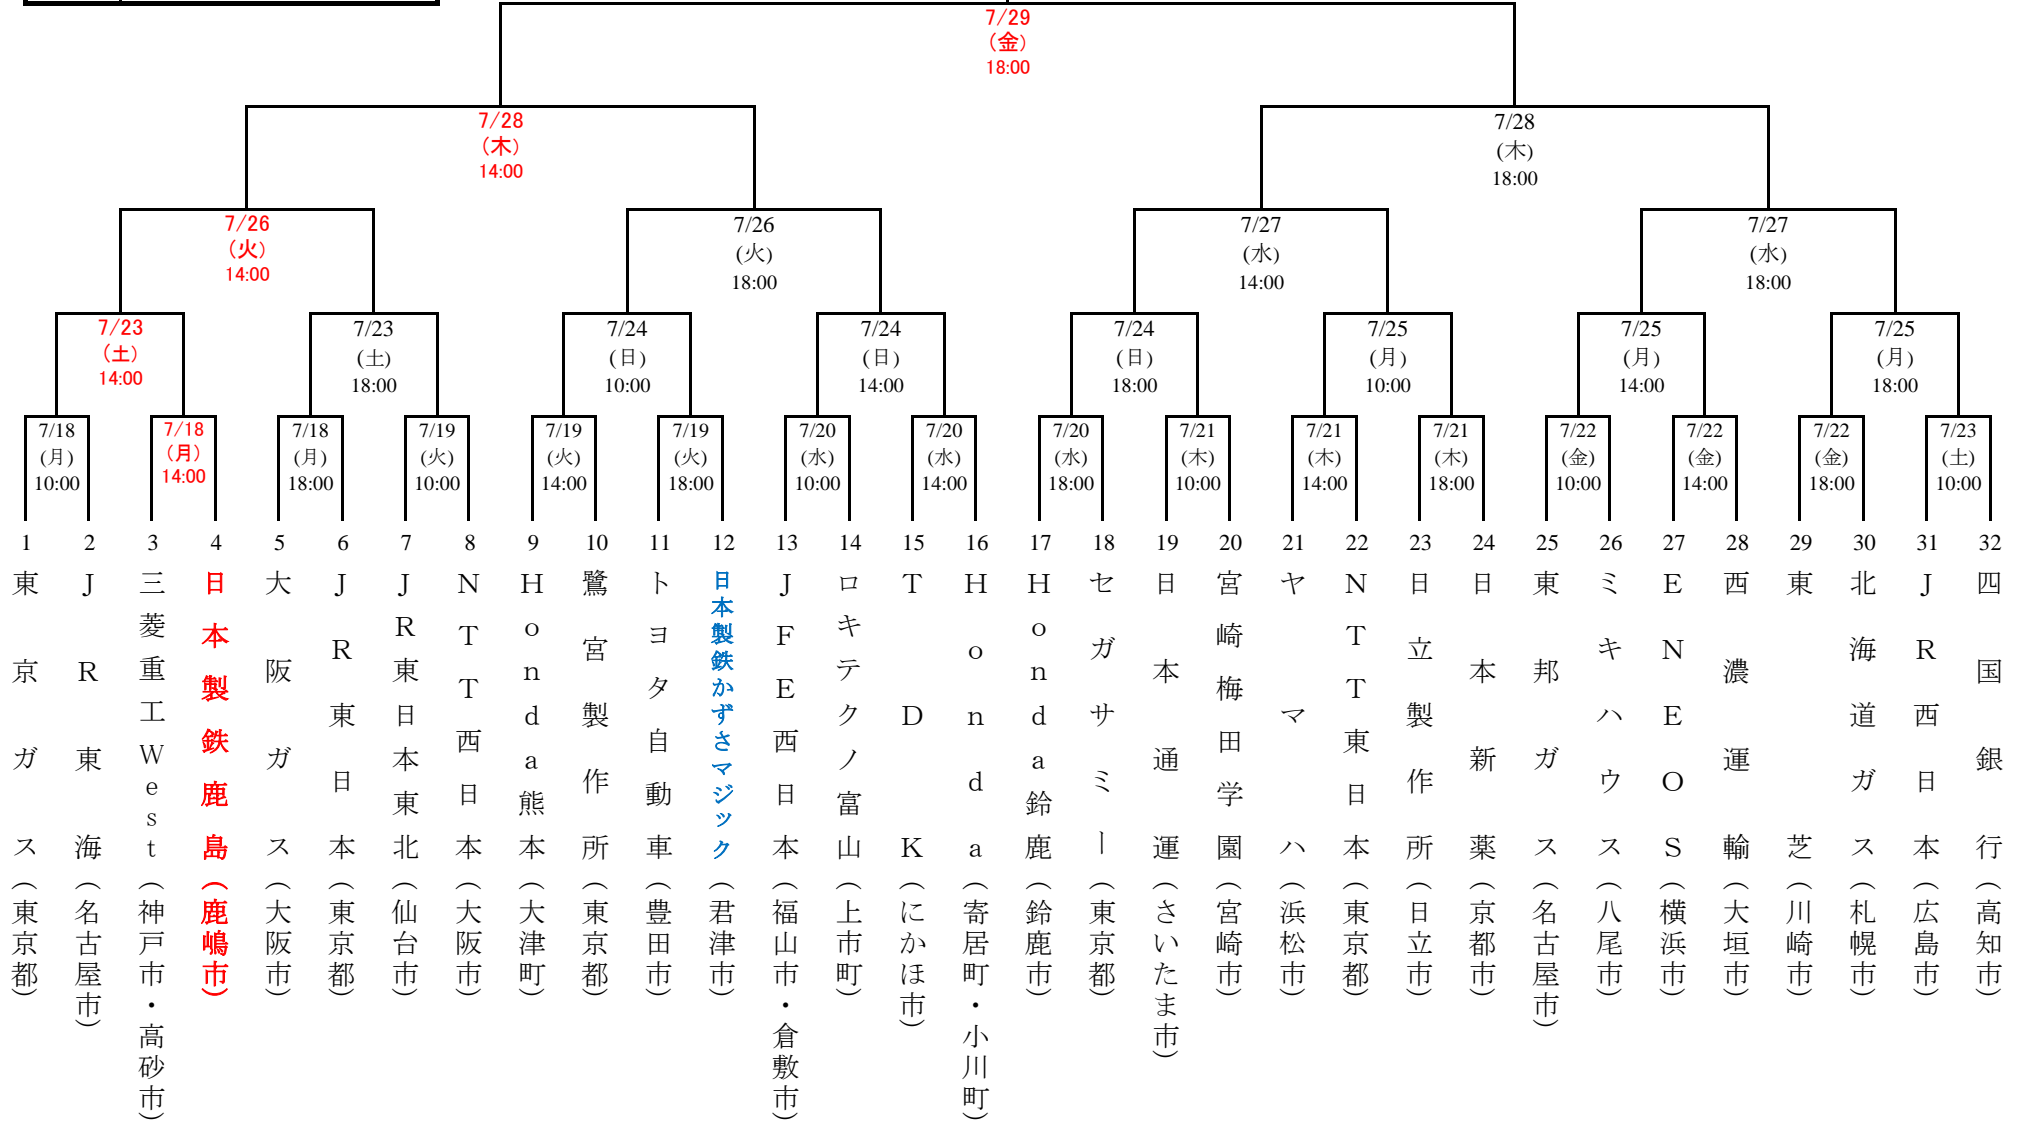 7/29
(金)
18:00
7/28
(木)
14:00
7/28
(木)
18:00
7/26
(火)
14:00
7/26
(火)
18:00
7/27
(水)
14:00
7/27
(水)
18:00
7/23
(土)
14:00
7/23
(土)
18:00
7/24
(日)
10:00
7/24
(日)
14:00
7/24
(日)
18:00
7/25
(月)
10:00
7/25
(月)
14:00
7/25
(月)
18:00
7/18
(月)
10:00
7/18
(月)
14:00
7/18
(月)
18:00
7/19
(火)
10:00
7/19
(火)
14:00
7/19
(火)
18:00
7/20
(水)
10:00
7/20
(水)
14:00
7/20
(水)
18:00
7/21
(木)
10:00
7/21
(木)
14:00
7/21
(木)
18:00
7/22
(金)
10:00
7/22
(金)
14:00
7/22
(金)
18:00
7/23
(土)
10:00
1
東京ガス(東京都)
2
JR東海(名古屋市)
3
三菱重工West(神戸市・高砂市)
4
日本製鉄鹿島(鹿嶋市)
5
大阪ガス(大阪市)
6
JR東日本(東京都)
7
JR東日本東北(仙台市)
8
NTT西日本(大阪市)
9
Honda熊本(大津町)
10
鷺宮製作所(東京都)
11
トヨタ自動車(豊田市)
12
日本製鉄かずさマジック(君津市)
13
JFE西日本(福山市・倉敷市)
14
ロキテクノ富山(上市町)
15
TDK(にかほ市)
16
Honda(寄居町・小川町)
17
Honda鈴鹿(鈴鹿市)
18
セガサミー(東京都)
19
日本通運(さいたま市)
20
宮崎梅田学園(宮崎市)
21
ヤマハ(浜松市)
22
NTT東日本(東京都)
23
日立製作所(日立市)
24
日本新薬(京都市)
25
東邦ガス(名古屋市)
26
ミキハウス(八尾市)
27
ENEOS(横浜市)
28
西濃運輸(大垣市)
29
東芝(川崎市)
30
北海道ガス(札幌市)
31
JR西日本(広島市)
32
四国銀行(高知市)